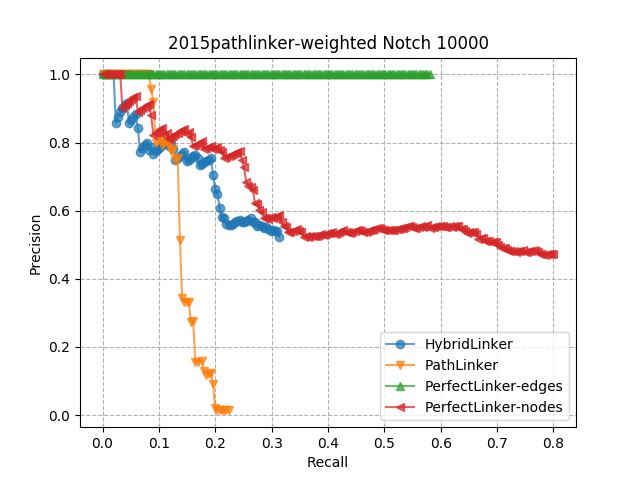 2015pathlinker-weighted Notch 10000
1.0
0.8
0.6
0.4
0.2
0.0
Precision
0.0 0.1 0.2 0.3 0.4 0.5 0.6 0.7 0.8
Recall
HybridLinker
PathLinker
PerfectLinker-edges
PerfectLinker-nodes